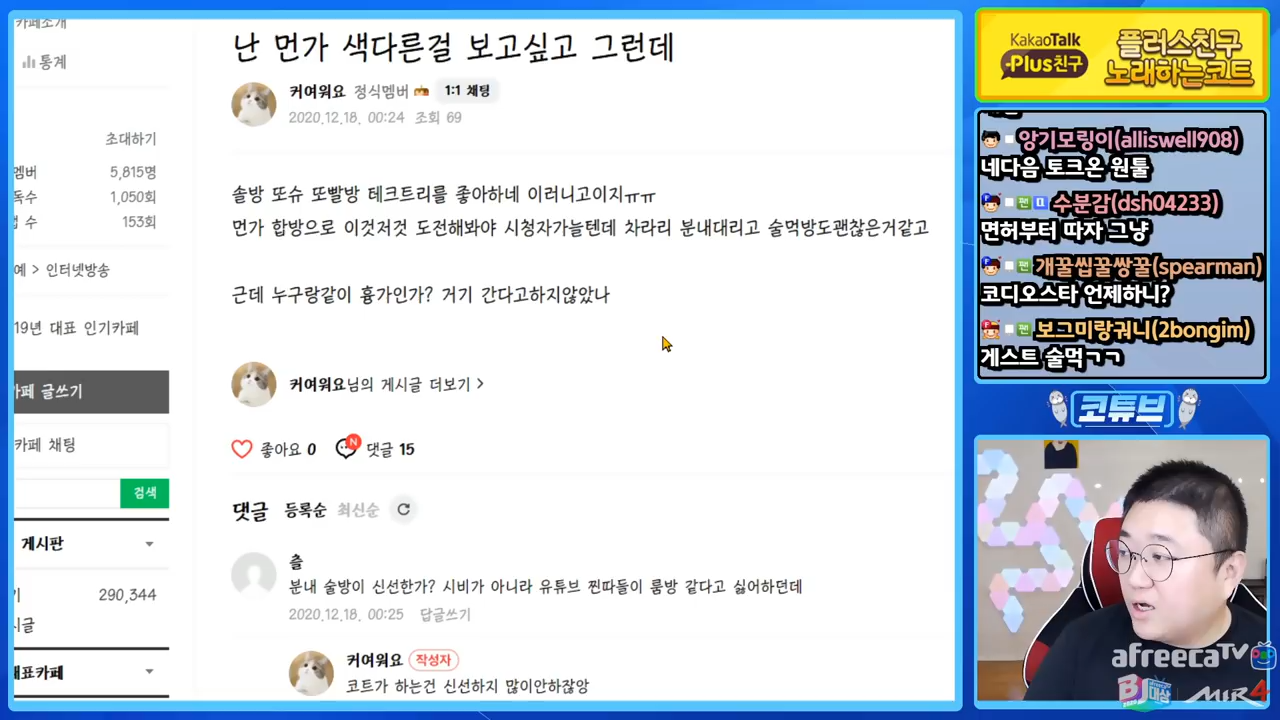 카페소개
통계
초대하기
멤버 5,815명
독수 1,050회
수 153회
예 > 인터넷방송
19년 대표 인기카페
카페 글쓰기
카페 채팅
검색
게시판
290,344
시글
대표카페
난 먼가 색다른걸 보고싶고 그런데
커여워요 정식멤버 1:1 채팅
2020.12.18. 00:24 조회 69
솔방 또슈 또빨방 테크트리를 좋아하네 이러니고이지ㅠㅠ
먼가 합방으로 이것저것 도전해봐야 시청자가늘텐데 차라리 분내대리고 술먹방도괜찮은거같고
근데 누구랑같이 흉가인가? 거기 간다고하지않았나
커여워요님의 게시글 더보기 >
좋아요 0 N 댓글 15
댓글 등록순 최신순
츨
분내 술방이 신선한가? 시비가 아니라 유튜브 찐따들이 룸방 같다고 싫어하던데
2020.12.18. 00:25 답글쓰기
커여워요 작성자
코트가 하는건 신선하지 많이안하잖앙
KakaoTalk
Plus친구
플러스친구
노래하는코트
앙기모링이(alliswell908)
네다음 토크온 원툴
팬 수분감(dsh04233)
면허부터 따자 그냥
팬 개꿀씹꿀쌍꿀(spearman)
코디오스타 언제하니?
팬 보그미랑궈니(2bongim)
게스트 술먹ㄱㄱ
코튜브
afreecaTV
afreecaTV
BJ대상
MIR4